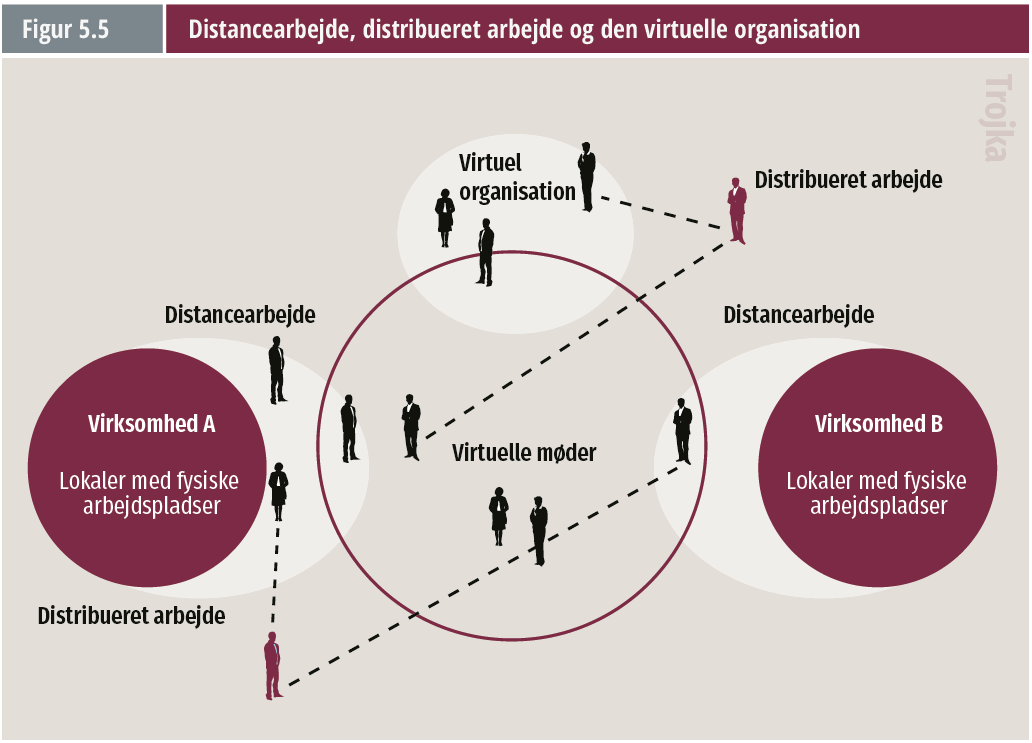 Figur 5.5
Distancearbejde, distribueret arbejde og den virtuelle organisation
Trojka
Virtuel
organisation
Distribueret arbejde
Distancearbejde
Distancearbejde
Virksomhed A
Lokaler med fysiske
arbejdspladser
Virtuelle møder
Virksomhed B
Lokaler med fysiske
arbejdspladser
Distribueret arbejde